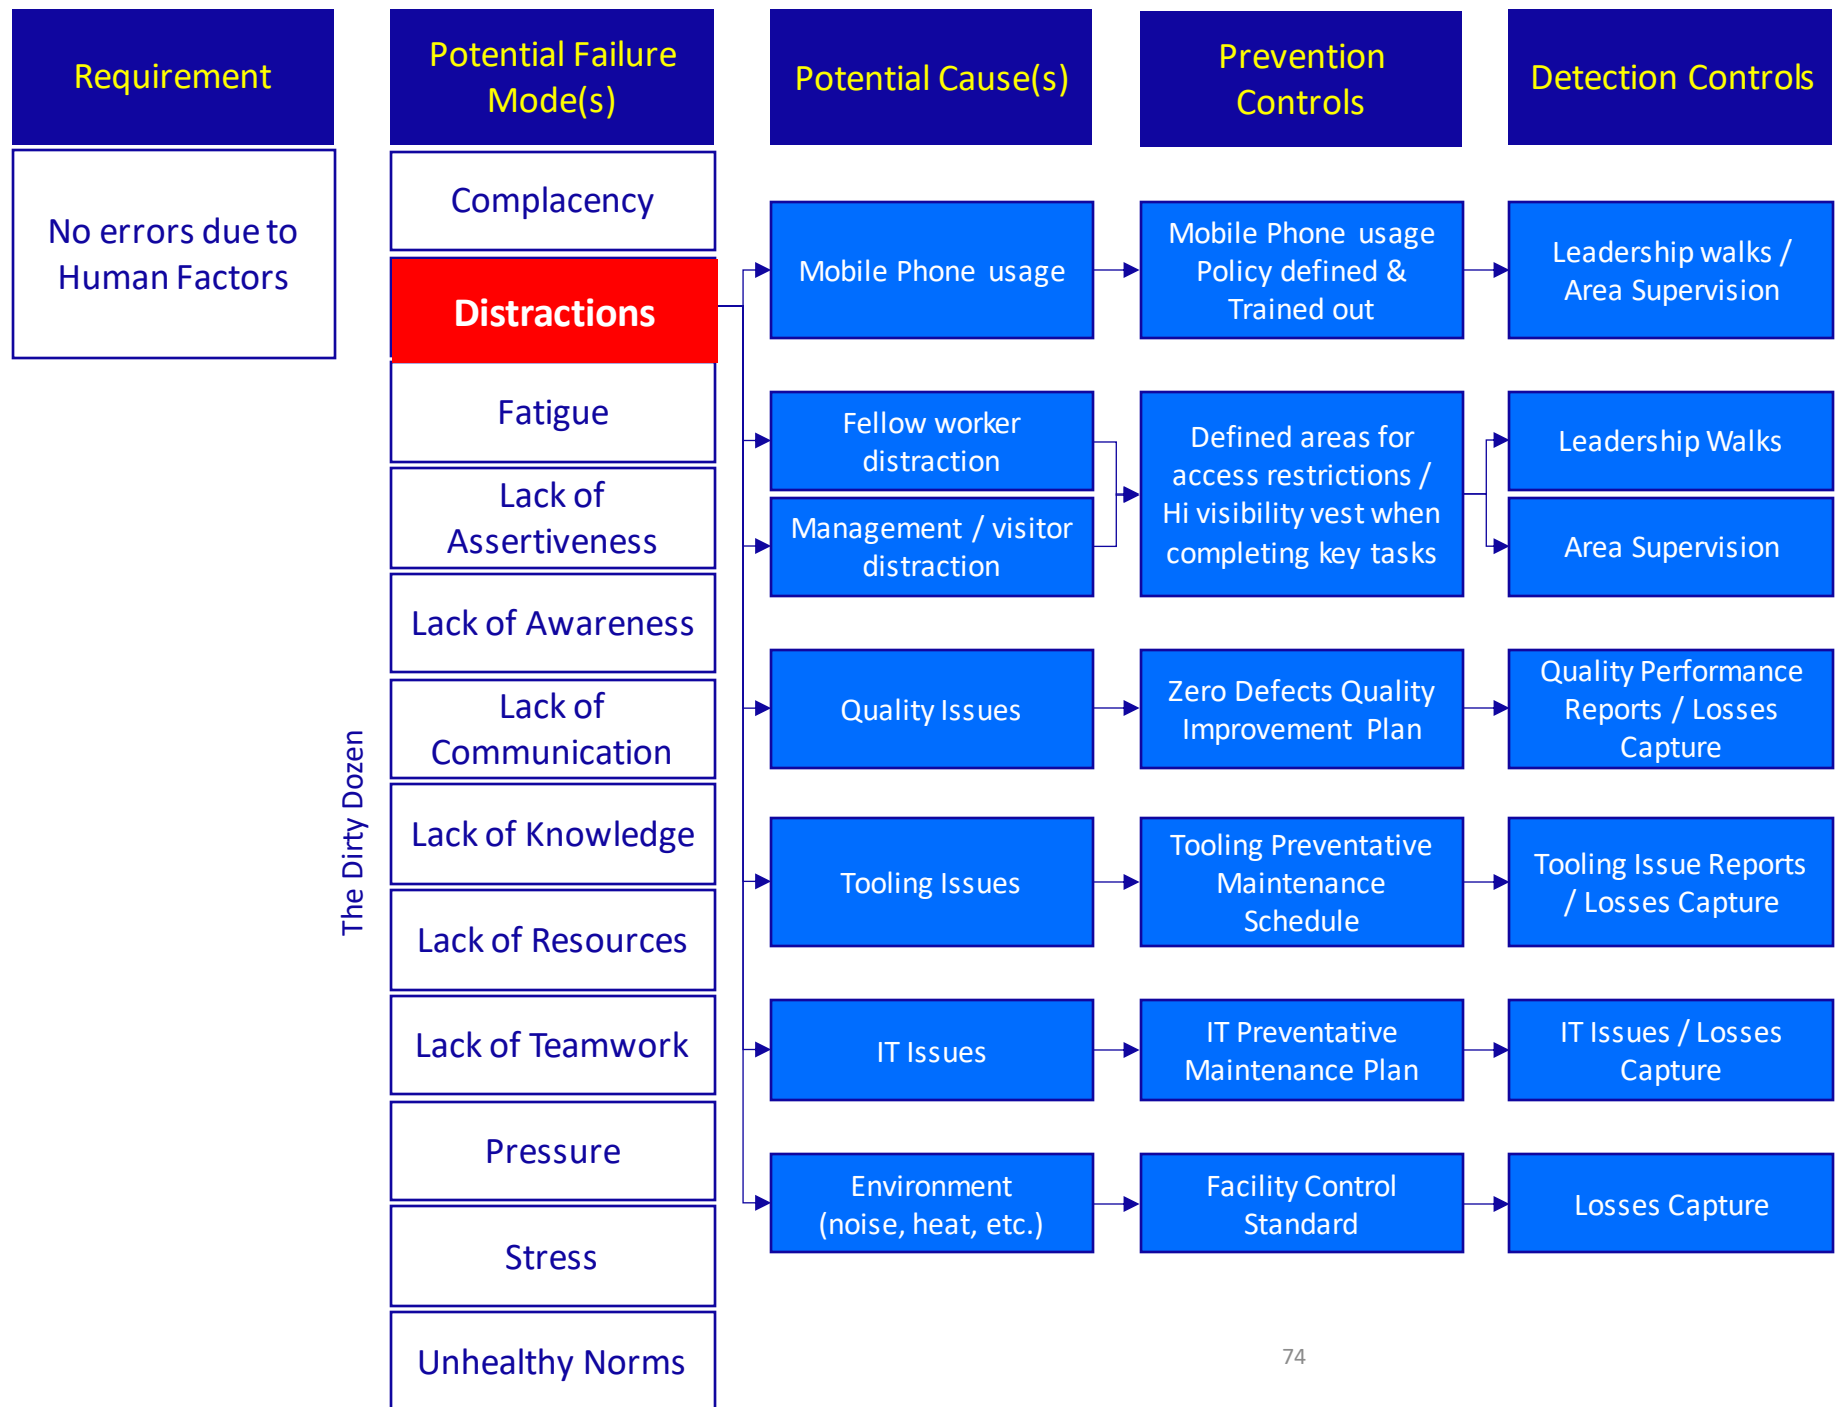 Requirement
Potential Failure
Mode(s)
Potential Cause(s)
Prevention
Controls
Detection Controls
No errors due to
Human Factors
The Dirty Dozen
Complacency
Distractions
Fatigue
Lack of
Assertiveness
Lack of Awareness
Lack of
Communication
Lack of Knowledge
Lack of Resources
Lack of Teamwork
Pressure
Stress
Unhealthy Norms
Mobile Phone usage
Mobile Phone usage
Policy defined &
Trained out
Leadership walks /
Area Supervision
Fellow worker
distraction
Management / visitor
distraction
Defined areas for
access restrictions /
Hi visibility vest when
completing key tasks
Leadership Walks
Area Supervision
Quality Issues
Zero Defects Quality
Improvement Plan
Quality Performance
Reports / Losses
Capture
Tooling Issues
Tooling Preventative
Maintenance
Schedule
Tooling Issue Reports
/ Losses Capture
IT Issues
IT Preventative
Maintenance Plan
IT Issues / Losses
Capture
Environment
(noise, heat, etc.)
Facility Control
Standard
Losses Capture
74